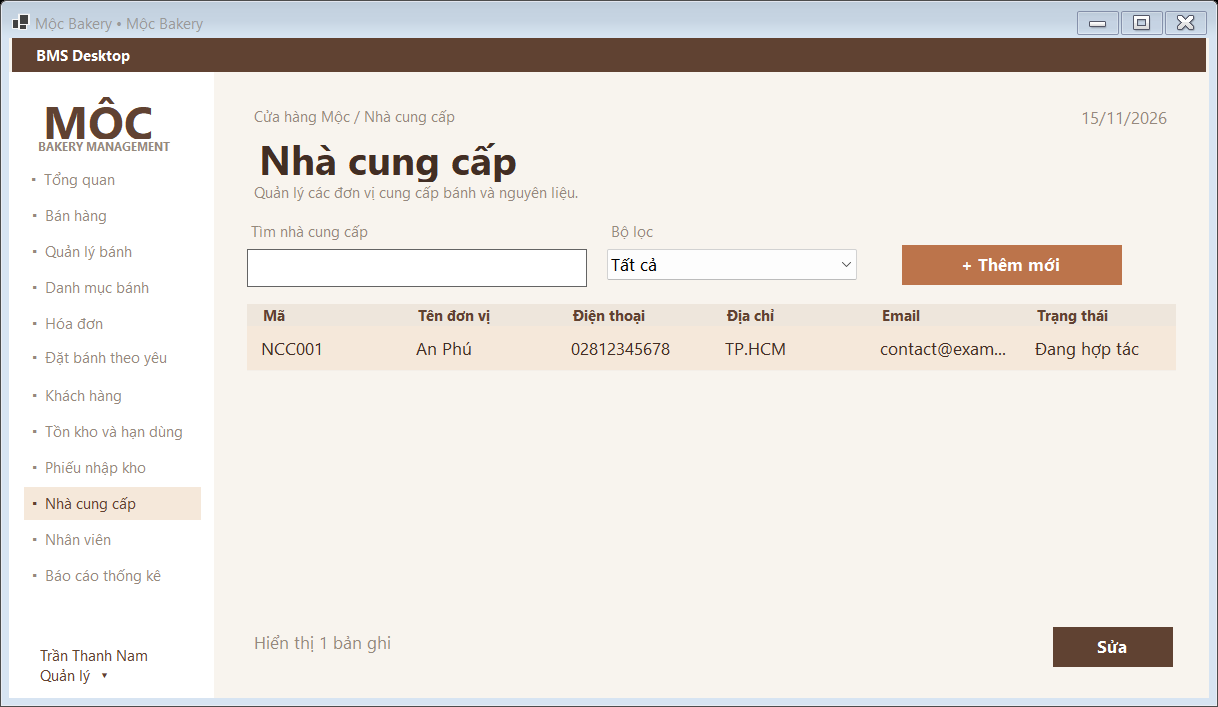 Mộc Bakery • Mộc Bakery
BMS Desktop
MÔC
BAKERY MANAGEMENT
Tổng quan
Bán hàng
Quản lý bánh
Danh mục bánh
Hóa đơn
Đặt bánh theo yêu
Khách hàng
Tồn kho và hạn dùng
Phiếu nhập kho
Nhà cung cấp
Nhân viên
Báo cáo thống kê
Trần Thanh Nam
Quản lý ▾
Cửa hàng Mộc / Nhà cung cấp
15/11/2026
Nhà cung cấp
Quản lý các đơn vị cung cấp bánh và nguyên liệu.
Tìm nhà cung cấp
Bộ lọc
Tất cả
+ Thêm mới
Mã Tên đơn vị Điện thoại Địa chỉ Email Trạng thái
NCC001 An Phú 02812345678 TP.HCM contact@exam... Đang hợp tác
Hiển thị 1 bản ghi
Sửa